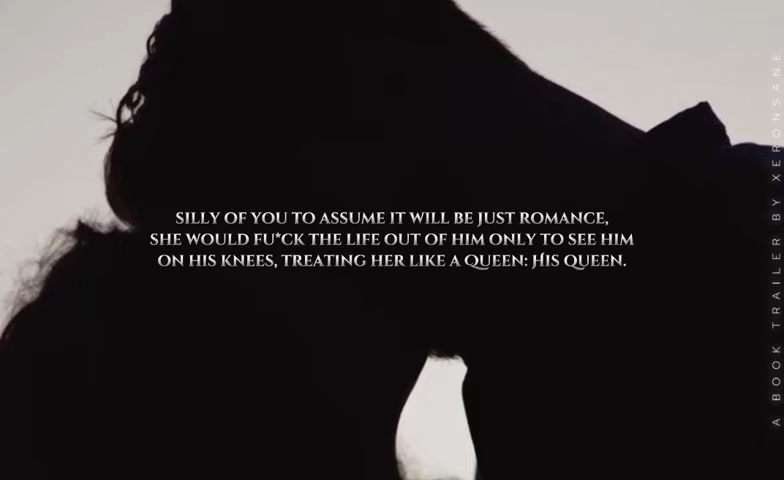 SILLY OF YOU TO ASSUME IT WILL BE JUST ROMANCE,
SHE WOULD FU*CK THE LIFE OUT OF HIM ONLY TO SEE HIM
ON HIS KNEES, TREATING HER LIKE A QUEEN: HIS QUEEN.
A BOOK TRAILER BY XERONSANE